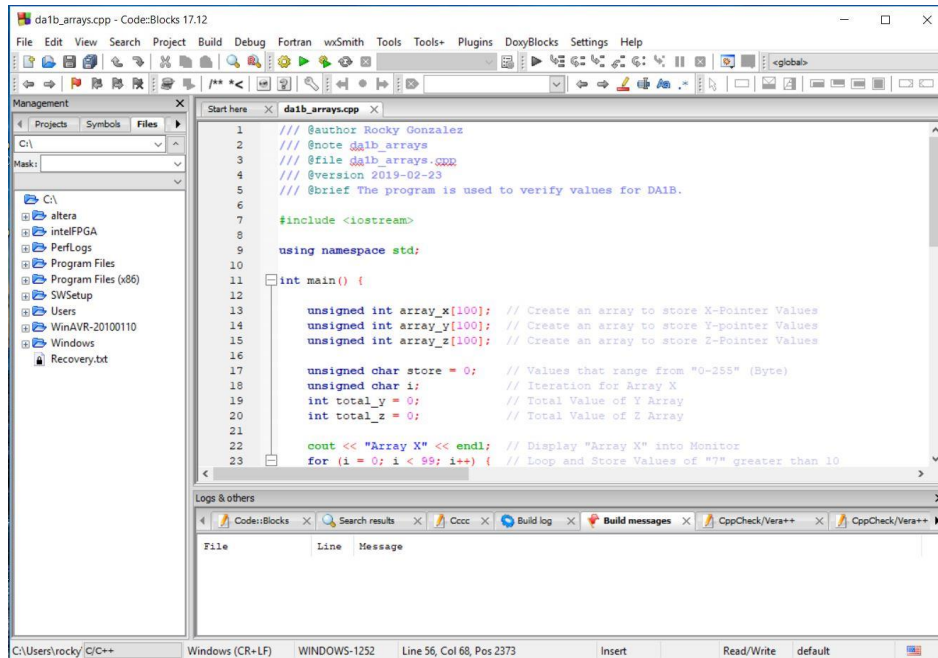 da1b_arrays.cpp - Code::Blocks 17.12
File Edit View Search Project Build Debug Fortran wxSmith Tools Tools+ Plugins DoxyBlocks Settings Help
<global>
/** *<
Management
Projects Symbols Files
C:\
Mask:
C:\
altera
intelFPGA
PerfLogs
Program Files
Program Files (x86)
SWSetup
Users
WinAVR-20100110
Windows
Recovery.txt
Start here da1b_arrays.cpp
1 /// @author Rocky Gonzalez
2 /// @note da1b_arrays
3 /// @file da1b_arrays.cpp
4 /// @version 2019-02-23
5 /// @brief The program is used to verify values for DA1B.
6
7 #include <iostream>
8
9 using namespace std;
10
11 int main() {
12
13 unsigned int array_x[100]; // Create an array to store X-Pointer Values
14 unsigned int array_y[100]; // Create an array to store Y-pointer Values
15 unsigned int array_z[100]; // Create an array to store Z-Pointer Values
16
17 unsigned char store = 0; // Values that range from "0-255" (Byte)
18 unsigned char i; // Iteration for Array X
19 int total_y = 0; // Total Value of Y Array
20 int total_z = 0; // Total Value of Z Array
21
22 cout << "Array X" << endl; // Display "Array X" into Monitor
23 for (i = 0; i < 99; i++) { // Loop and Store Values of "7" greater than 10
Logs & others
Code::Blocks Search results Cccc Build log Build messages CppCheck/Vera++ CppCheck/Vera++
File Line Message
C:\Users\rocky C/C++ Windows (CR+LF) WINDOWS-1252 Line 56, Col 68, Pos 2373 Insert Read/Write default